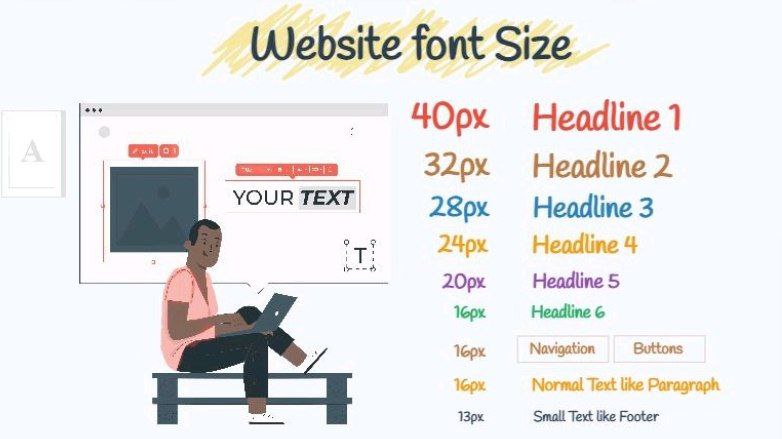 Website font Size
A
YOUR TEXT
T
40px Headline 1
32px Headline 2
28px Headline 3
24px Headline 4
20px Headline 5
16px Headline 6
16px Navigation Buttons
16px Normal Text like Paragraph
13px Small Text like Footer